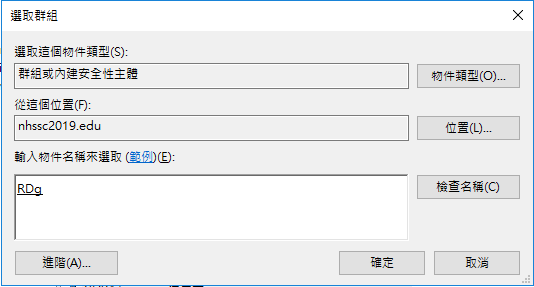 選取群組
選取這個物件類型(S):
群組或內建安全性主體
物件類型(O)...
從這個位置(F):
nhssc2019.edu
位置(L)...
輸入物件名稱來選取 (範例)(E):
RDg
檢查名稱(C)
進階(A)...
確定
取消